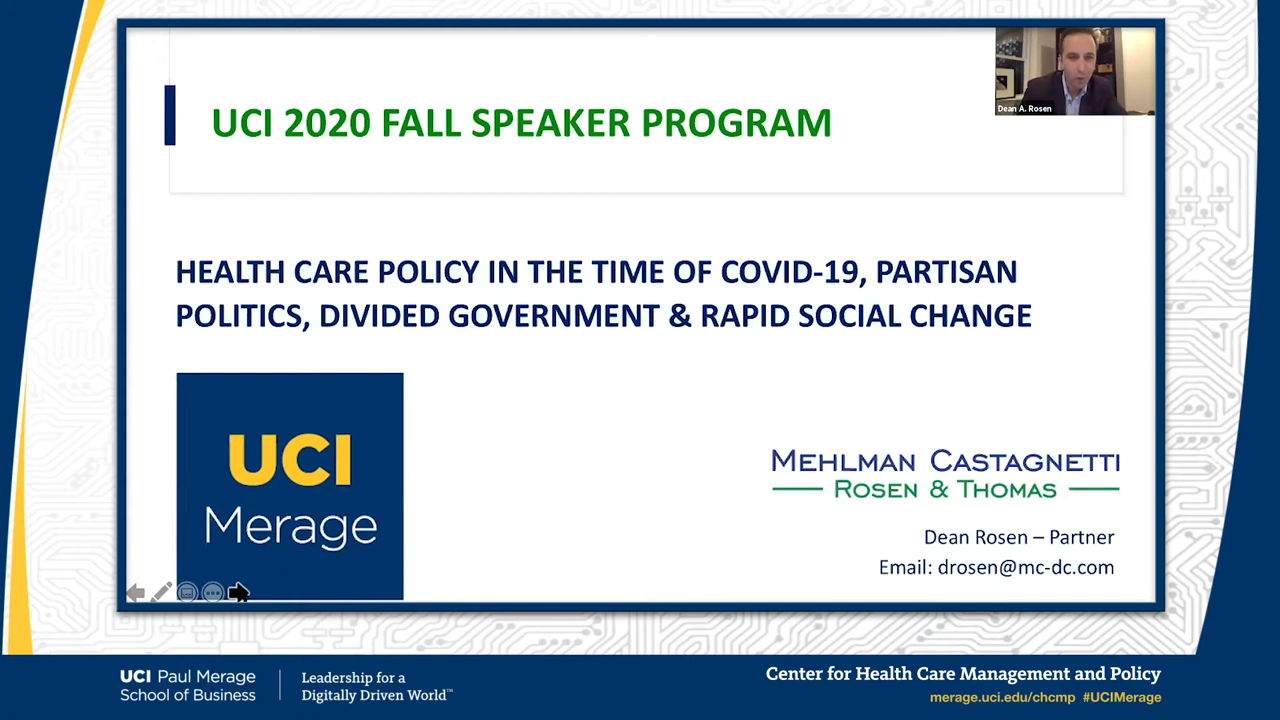 Dean A. Rosen
UCI 2020 FALL SPEAKER PROGRAM
HEALTH CARE POLICY IN THE TIME OF COVID-19, PARTISAN
POLITICS, DIVIDED GOVERNMENT & RAPID SOCIAL CHANGE
UCI
Merage
MEHLMAN CASTAGNETTI
ROSEN & THOMAS
Dean Rosen – Partner
Email: drosen@mc-dc.com
UCI Paul Merage
School of Business
Leadership for a
Digitally Driven World™
Center for Health Care Management and Policy
merage.uci.edu/chcmp #UCIMerage